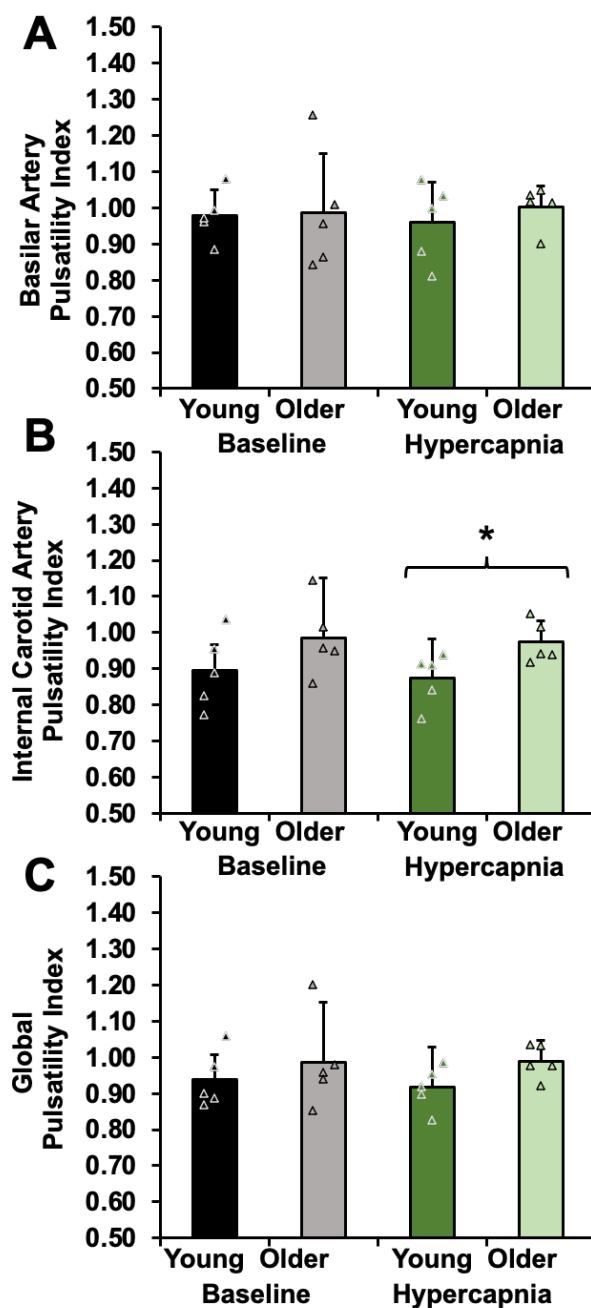 A
Basilar Artery
Pulsatility Index
1.50
1.40
1.30
1.20
1.10
1.00
0.90
0.80
0.70
0.60
0.50
Young Older Young Older
Baseline Hypercapnia
B
Internal Carotid Artery
Pulsatility Index
1.50
1.40
1.30
1.20
1.10
1.00
0.90
0.80
0.70
0.60
0.50
*
Young Older Young Older
Baseline Hypercapnia
C
Global
Pulsatility Index
1.50
1.40
1.30
1.20
1.10
1.00
0.90
0.80
0.70
0.60
0.50
Young Older Young Older
Baseline Hypercapnia